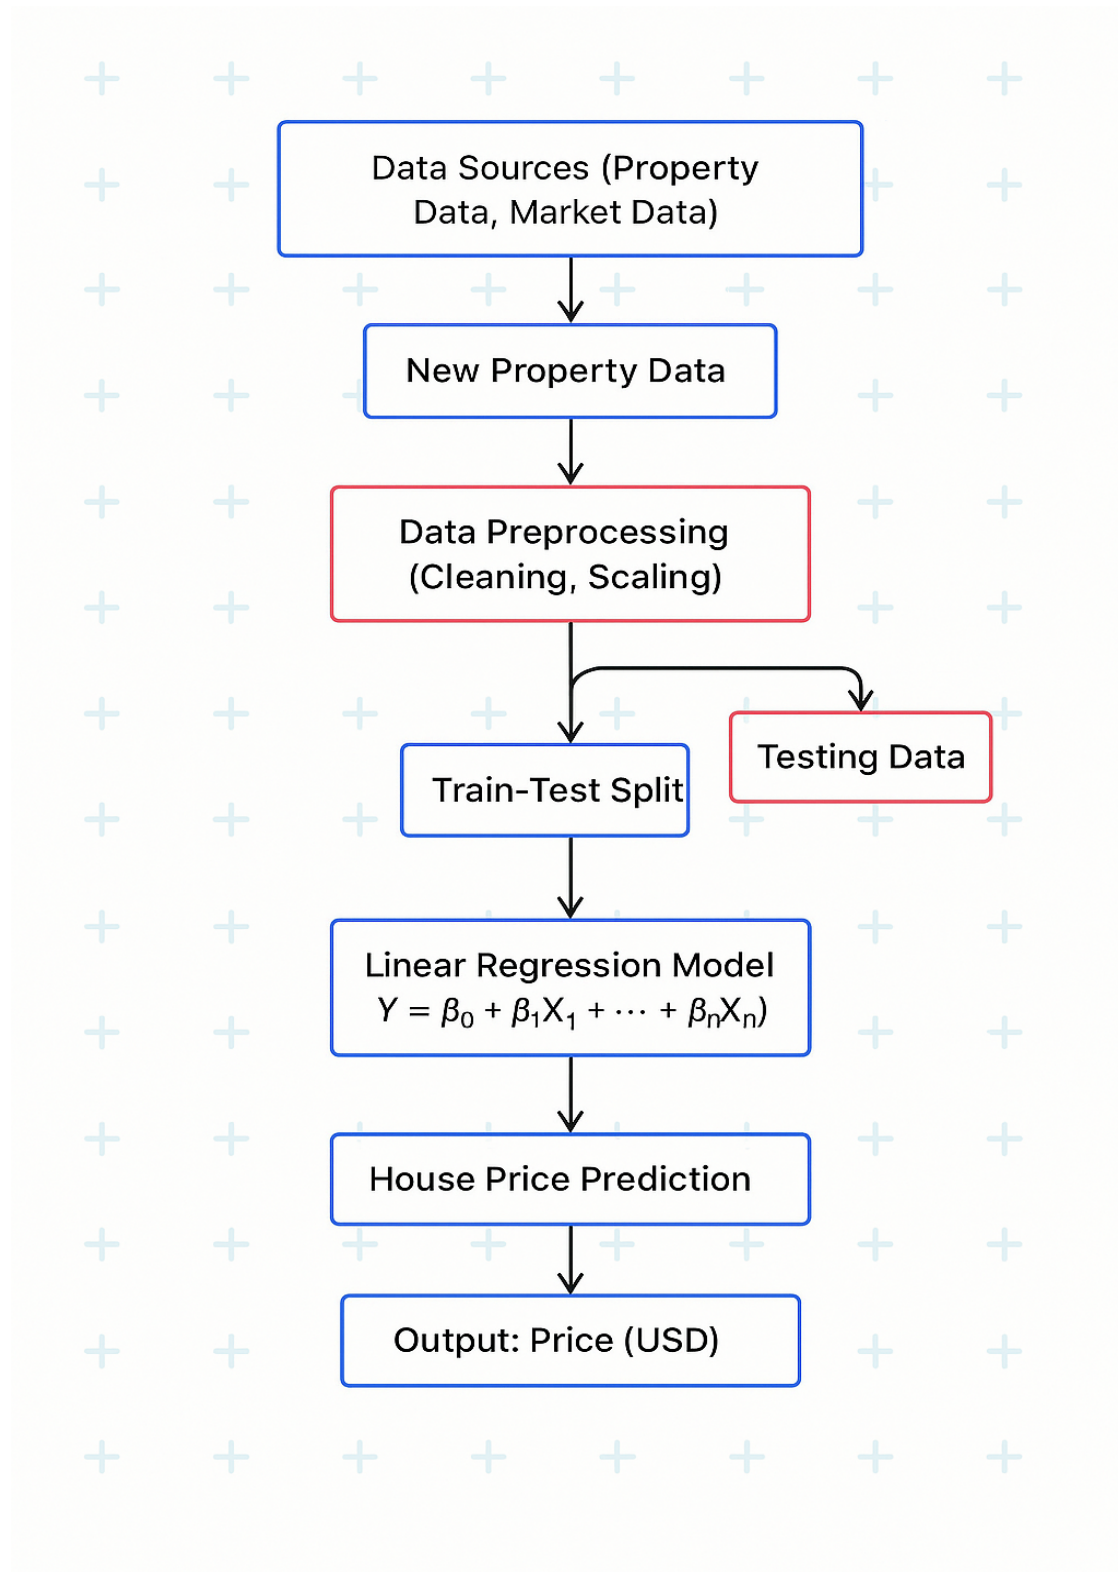 Data Sources (Property
Data, Market Data)
New Property Data
Data Preprocessing
(Cleaning, Scaling)
Testing Data
Train-Test Split
Linear Regression Model
Y = β₀ + β₁X₁ + ⋯ + βₙXₙ)
House Price Prediction
Output: Price (USD)